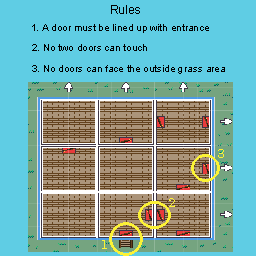 Rules
1. A door must be lined up with entrance
2. No two doors can touch
3. No doors can face the outside grass area
3
2
1